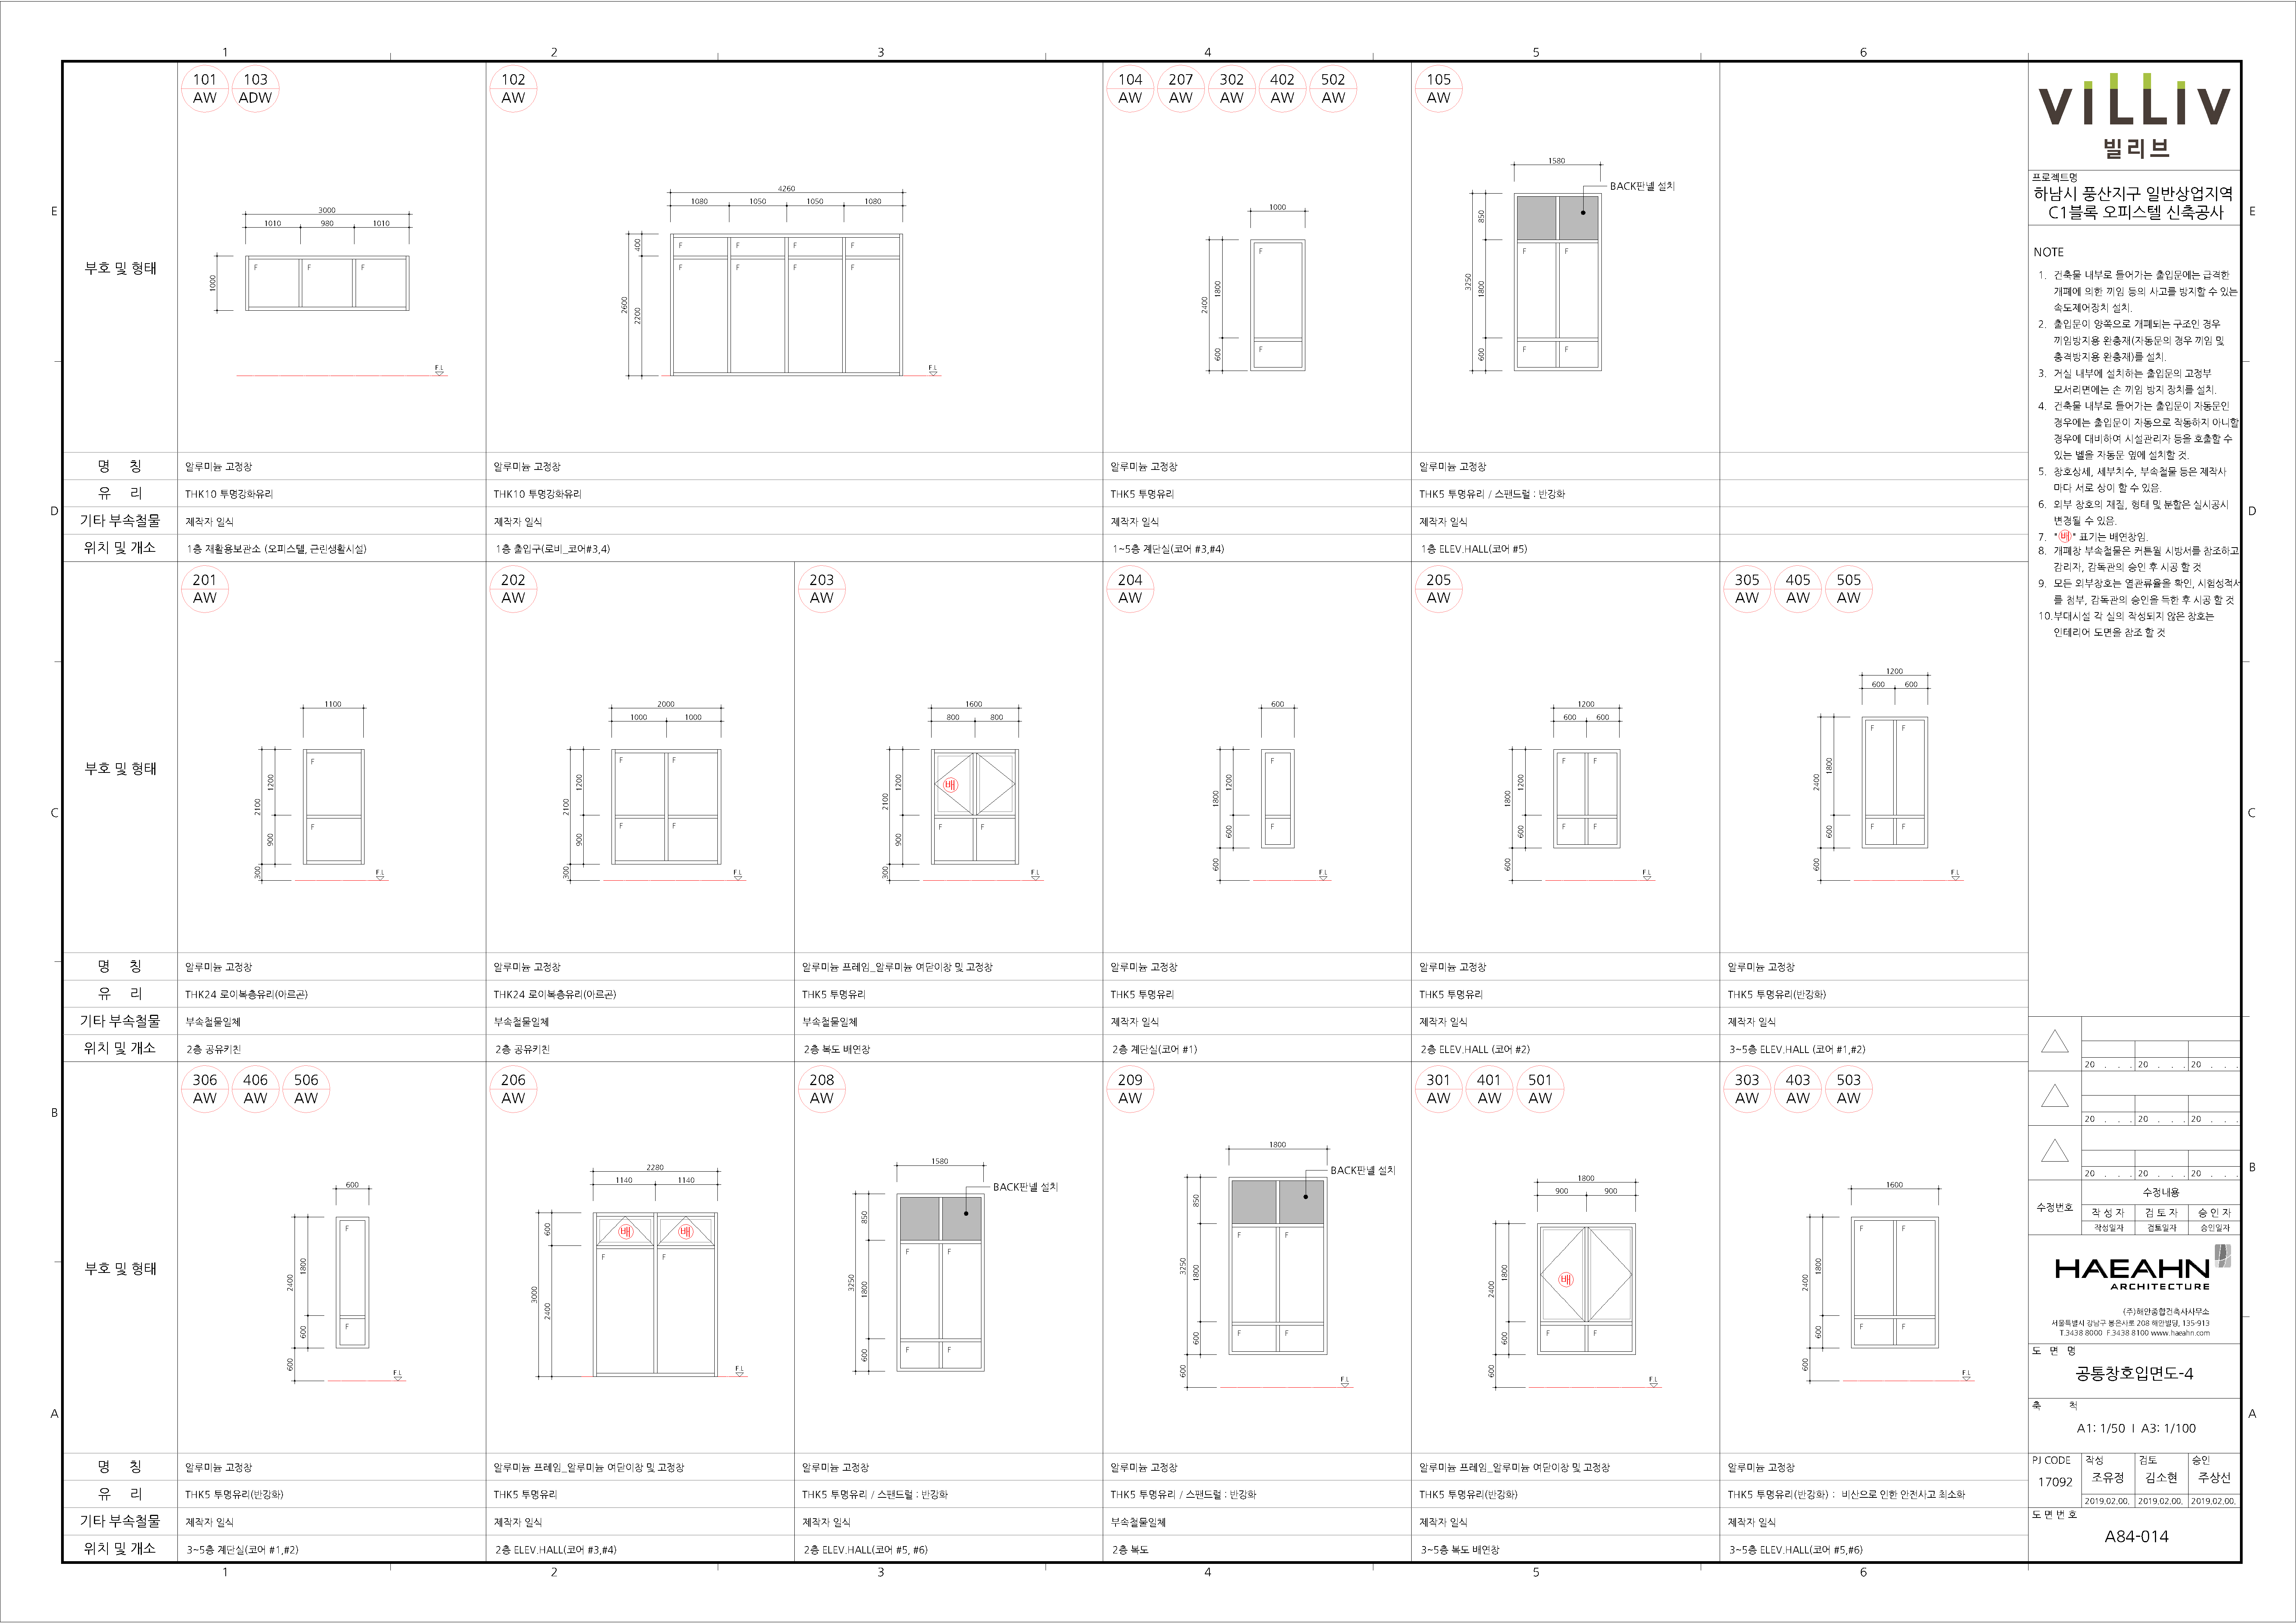 1 2 3 4 5 6
E
D
C
B
A
부호 및 형태
101
AW
103
ADW
3000
1010 980 1010
1000
F F F
F.L
102
AW
4260
1080 1050 1050 1080
400
2600
2200
F F F F
F F F F
F.L
104
AW
207
AW
302
AW
402
AW
502
AW
1000
1800
2400
600
F
F
105
AW
1580
BACK판넬 설치
850
3250
1800
600
F F
F F
명 칭
알루미늄 고정창
알루미늄 고정창
알루미늄 고정창
알루미늄 고정창
유 리
THK10 투명강화유리
THK10 투명강화유리
THK5 투명유리
THK5 투명유리 / 스팬드럴 : 반강화
기타 부속철물
제작자 일식
제작자 일식
제작자 일식
제작자 일식
위치 및 개소
1층 재활용보관소 (오피스텔, 근린생활시설)
1층 출입구(로비_코어#3,4)
1~5층 계단실(코어 #3,#4)
1층 ELEV.HALL(코어 #5)
부호 및 형태
201
AW
1100
1200
2100
900
300
F
F
F.L
202
AW
2000
1000 1000
1200
2100
900
300
F F
F F
F.L
203
AW
1600
800 800
1200
2100
900
300
배
F F
F.L
204
AW
600
1200
1800
600
600
F
F
F.L
205
AW
1200
600 600
1200
1800
600
600
F F
F F
F.L
305
AW
405
AW
505
AW
1200
600 600
1800
2400
600
600
F F
F F
F.L
명 칭
알루미늄 고정창
알루미늄 고정창
알루미늄 프레임_알루미늄 여닫이창 및 고정창
알루미늄 고정창
알루미늄 고정창
알루미늄 고정창
유 리
THK24 로이복층유리(아르곤)
THK24 로이복층유리(아르곤)
THK5 투명유리
THK5 투명유리
THK5 투명유리
THK5 투명유리(반강화)
기타 부속철물
부속철물일체
부속철물일체
부속철물일체
제작자 일식
제작자 일식
제작자 일식
위치 및 개소
2층 공유키친
2층 공유키친
2층 복도 배연창
2층 계단실(코어 #1)
2층 ELEV.HALL (코어 #2)
3~5층 ELEV.HALL (코어 #1,#2)
부호 및 형태
306
AW
406
AW
506
AW
600
1800
2400
600
600
F
F
F.L
206
AW
2280
1140 1140
600
3000
2400
배 배
F F
F.L
208
AW
1580
BACK판넬 설치
850
3250
1800
600
F F
F F
209
AW
1800
BACK판넬 설치
850
3250
1800
600
600
F F
F F
F.L
301
AW
401
AW
501
AW
1800
900 900
1800
2400
600
600
배
F F
F.L
303
AW
403
AW
503
AW
1600
1800
2400
600
600
F F
F F
F.L
명 칭
알루미늄 고정창
알루미늄 프레임_알루미늄 여닫이창 및 고정창
알루미늄 고정창
알루미늄 고정창
알루미늄 프레임_알루미늄 여닫이창 및 고정창
알루미늄 고정창
유 리
THK5 투명유리(반강화)
THK5 투명유리
THK5 투명유리 / 스팬드럴 : 반강화
THK5 투명유리 / 스팬드럴 : 반강화
THK5 투명유리(반강화)
THK5 투명유리(반강화) : 비산으로 인한 안전사고 최소화
기타 부속철물
제작자 일식
제작자 일식
제작자 일식
부속철물일체
제작자 일식
제작자 일식
위치 및 개소
3~5층 계단실(코어 #1,#2)
2층 ELEV.HALL(코어 #3,#4)
2층 ELEV.HALL(코어 #5, #6)
2층 복도
3~5층 복도 배연창
3~5층 ELEV.HALL(코어 #5,#6)
1 2 3 4 5 6
VILLIV
빌리브
프로젝트명
하남시 풍산지구 일반상업지역
C1블록 오피스텔 신축공사
NOTE
1. 건축물 내부로 들어가는 출입문에는 급격한
개폐에 의한 끼임 등의 사고를 방지할 수 있는
속도제어장치 설치.
2. 출입문이 양쪽으로 개폐되는 구조인 경우
끼임방지용 완충재(자동문의 경우 끼임 및
충격방지용 완충재)를 설치.
3. 거실 내부에 설치하는 출입문의 고정부
모서리면에는 손 끼임 방지 장치를 설치.
4. 건축물 내부로 들어가는 출입문이 자동문인
경우에는 출입문이 자동으로 작동하지 아니할
경우에 대비하여 시설관리자 등을 호출할 수
있는 벨을 자동문 옆에 설치할 것.
5. 창호상세, 세부치수, 부속철물 등은 제작사
마다 서로 상이 할 수 있음.
6. 외부 창호의 재질, 형태 및 분할은 실시공시
변경될 수 있음.
7. "배" 표기는 배연창임.
8. 개폐창 부속철물은 커튼월 시방서를 참조하고
감리자, 감독관의 승인 후 시공 할 것
9. 모든 외부창호는 열관류율을 확인, 시험성적서
를 첨부, 감독관의 승인을 득한 후 시공 할 것
10.부대시설 각 실의 작성되지 않은 창호는
인테리어 도면을 참조 할 것
20 . . . 20 . . . 20 . . .
20 . . . 20 . . . 20 . . .
20 . . . 20 . . . 20 . . .
수정번호
수정내용
작 성 자 검 토 자 승 인 자
작성일자 검토일자 승인일자
HAEAHN
ARCHITECTURE
(주)해안종합건축사사무소
서울특별시 강남구 봉은사로 208 해안빌딩, 135-913
T.3438 8000 F.3438 8100 www.haeahn.com
도 면 명
공통창호입면도-4
축 척
A1: 1/50 I A3: 1/100
PJ CODE 작성 검토 승인
17092 조유정 김소현 주상선
2019.02.00. 2019.02.00. 2019.02.00.
도 면 번 호
A84-014
E
D
C
B
A